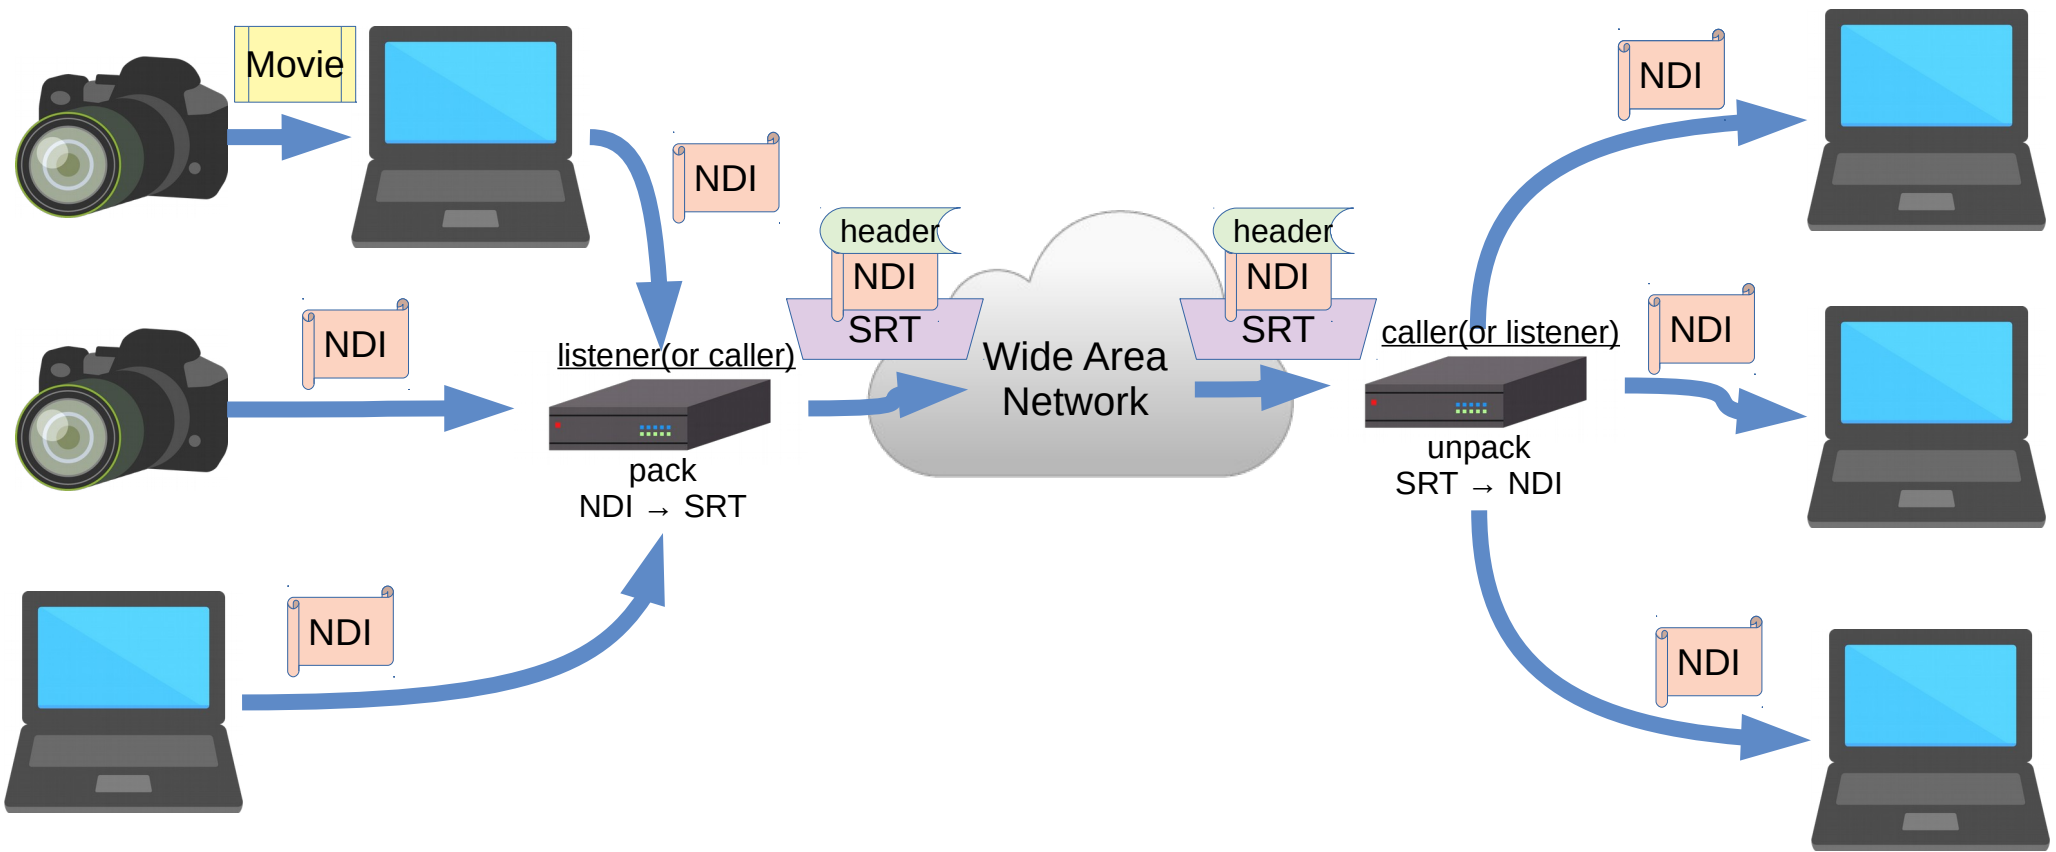 Movie
NDI
NDI
NDI
listener(or caller)
pack
NDI → SRT
header
NDI
SRT
Wide Area
Network
header
NDI
SRT
caller(or listener)
unpack
SRT → NDI
NDI
NDI
NDI